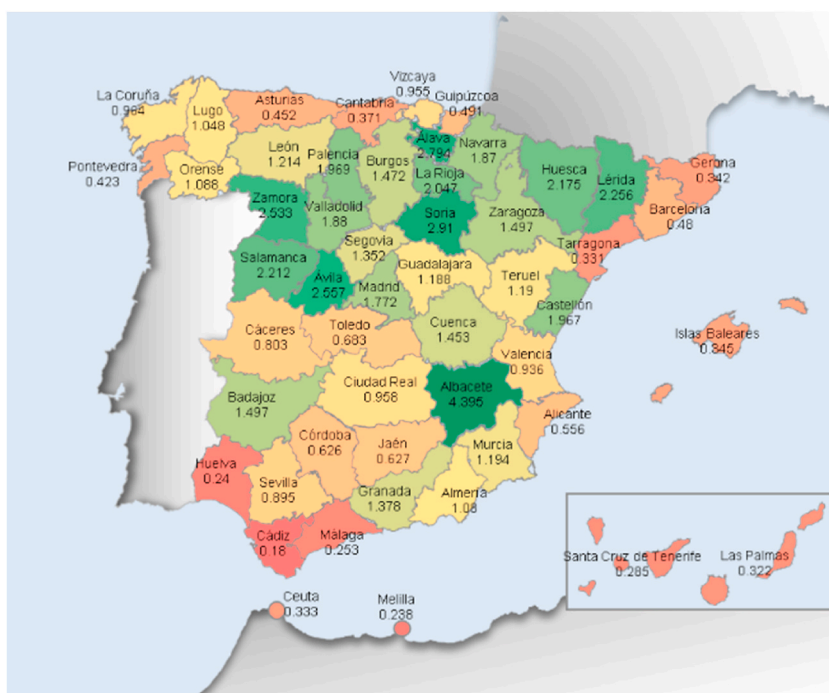 Vizcaya
0.955
La Coruña
0.984
Lugo
1.048
Asturias
0.452
Cantabria
0.371
Guipúzcoa
0.491
Pontevedra
0.423
Orense
1.088
León
1.214
Palencia
1.969
Burgos
1.472
Álava
2.794
Navarra
1.87
La Rioja
2.047
Huesca
2.175
Lérida
2.256
Gerona
0.342
Barcelona
0.48
Zamora
2.533
Valladolid
1.88
Soria
2.91
Zaragoza
1.497
Tarragona
0.331
Segovia
1.352
Salamanca
2.212
Avila
2.557
Madrid
1.772
Guadalajara
1.188
Teruel
1.19
Castellón
1.967
Cáceres
0.803
Toledo
0.683
Cuenca
1.453
Islas Baleares
0.345
Valencia
0.936
Badajoz
1.497
Ciudad Real
0.958
Albacete
4.395
Alicante
0.556
Córdoba
0.626
Jaén
0.627
Murcia
1.194
Huelva
0.24
Sevilla
0.895
Granada
1.378
Almería
1.08
Cádiz
0.18
Málaga
0.253
Santa Cruz de Tenerife
0.285
Las Palmas
0.322
Ceuta
0.333
Melilla
0.238